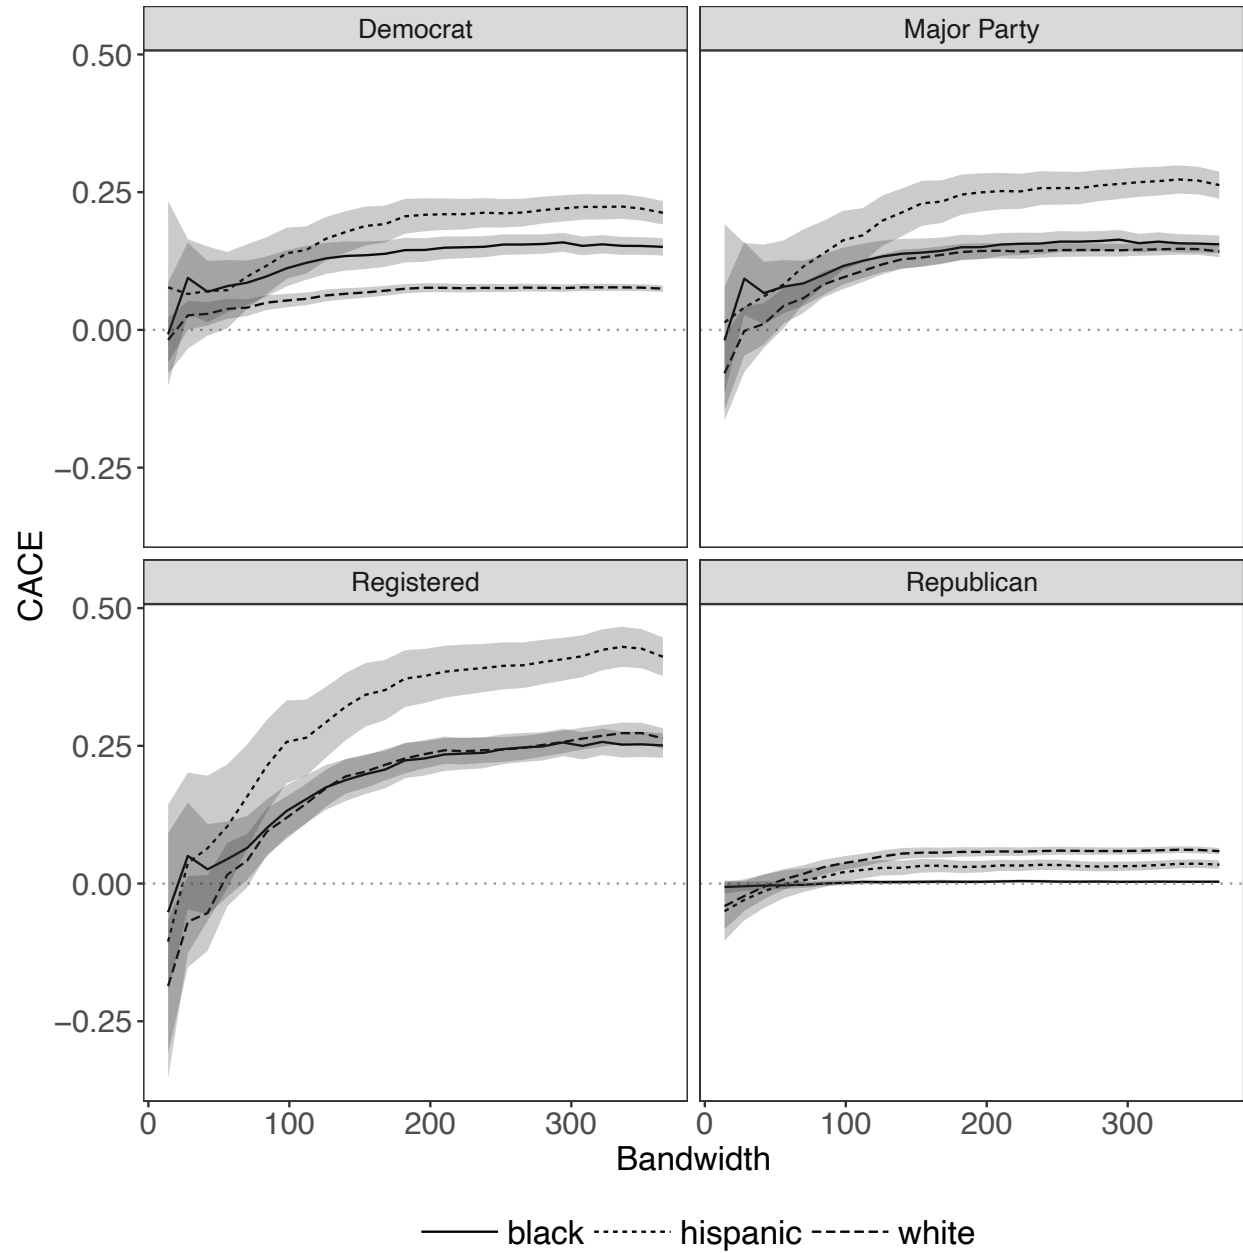 Democrat
Major Party
0.50
0.25
0.00
−0.25
CACE
Registered
Republican
0.50
0.25
0.00
−0.25
0 100 200 300 0 100 200 300
Bandwidth
black hispanic white